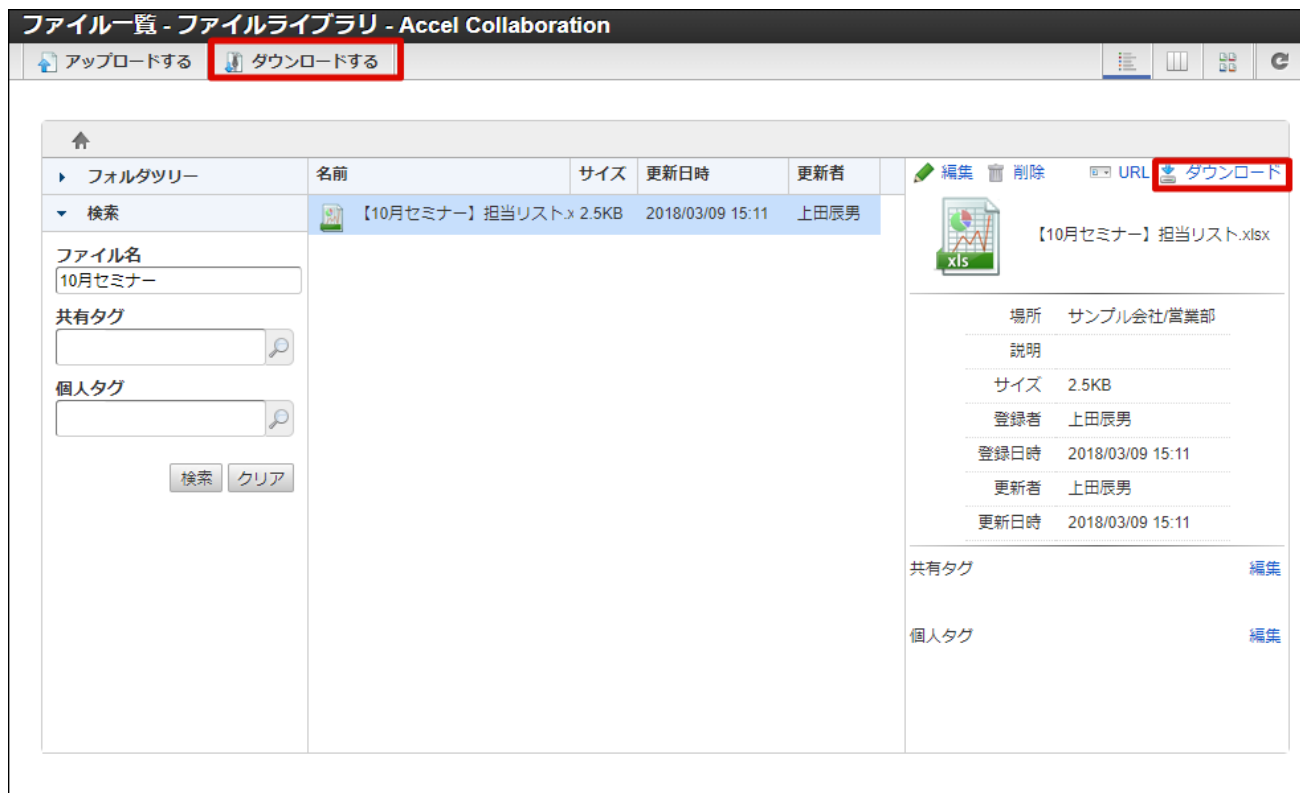 ファイル一覧 - ファイルライブラリ - Accel Collaboration
アップロードする ダウンロードする
フォルダツリー
検索
ファイル名
10月セミナー
共有タグ
個人タグ
検索 クリア
名前 サイズ 更新日時 更新者
【10月セミナー】担当リスト.x 2.5KB 2018/03/09 15:11 上田辰男
編集 削除 URL ダウンロード
xls
【10月セミナー】担当リスト.xlsx
場所 サンプル会社/営業部
説明
サイズ 2.5KB
登録者 上田辰男
登録日時 2018/03/09 15:11
更新者 上田辰男
更新日時 2018/03/09 15:11
共有タグ 編集
個人タグ 編集